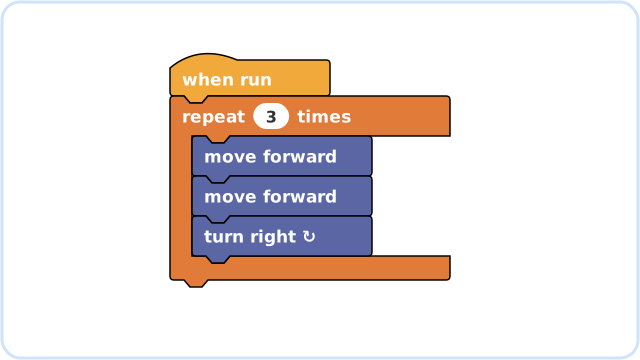 when run
repeat 3 times
move forward
move forward
turn right ↻